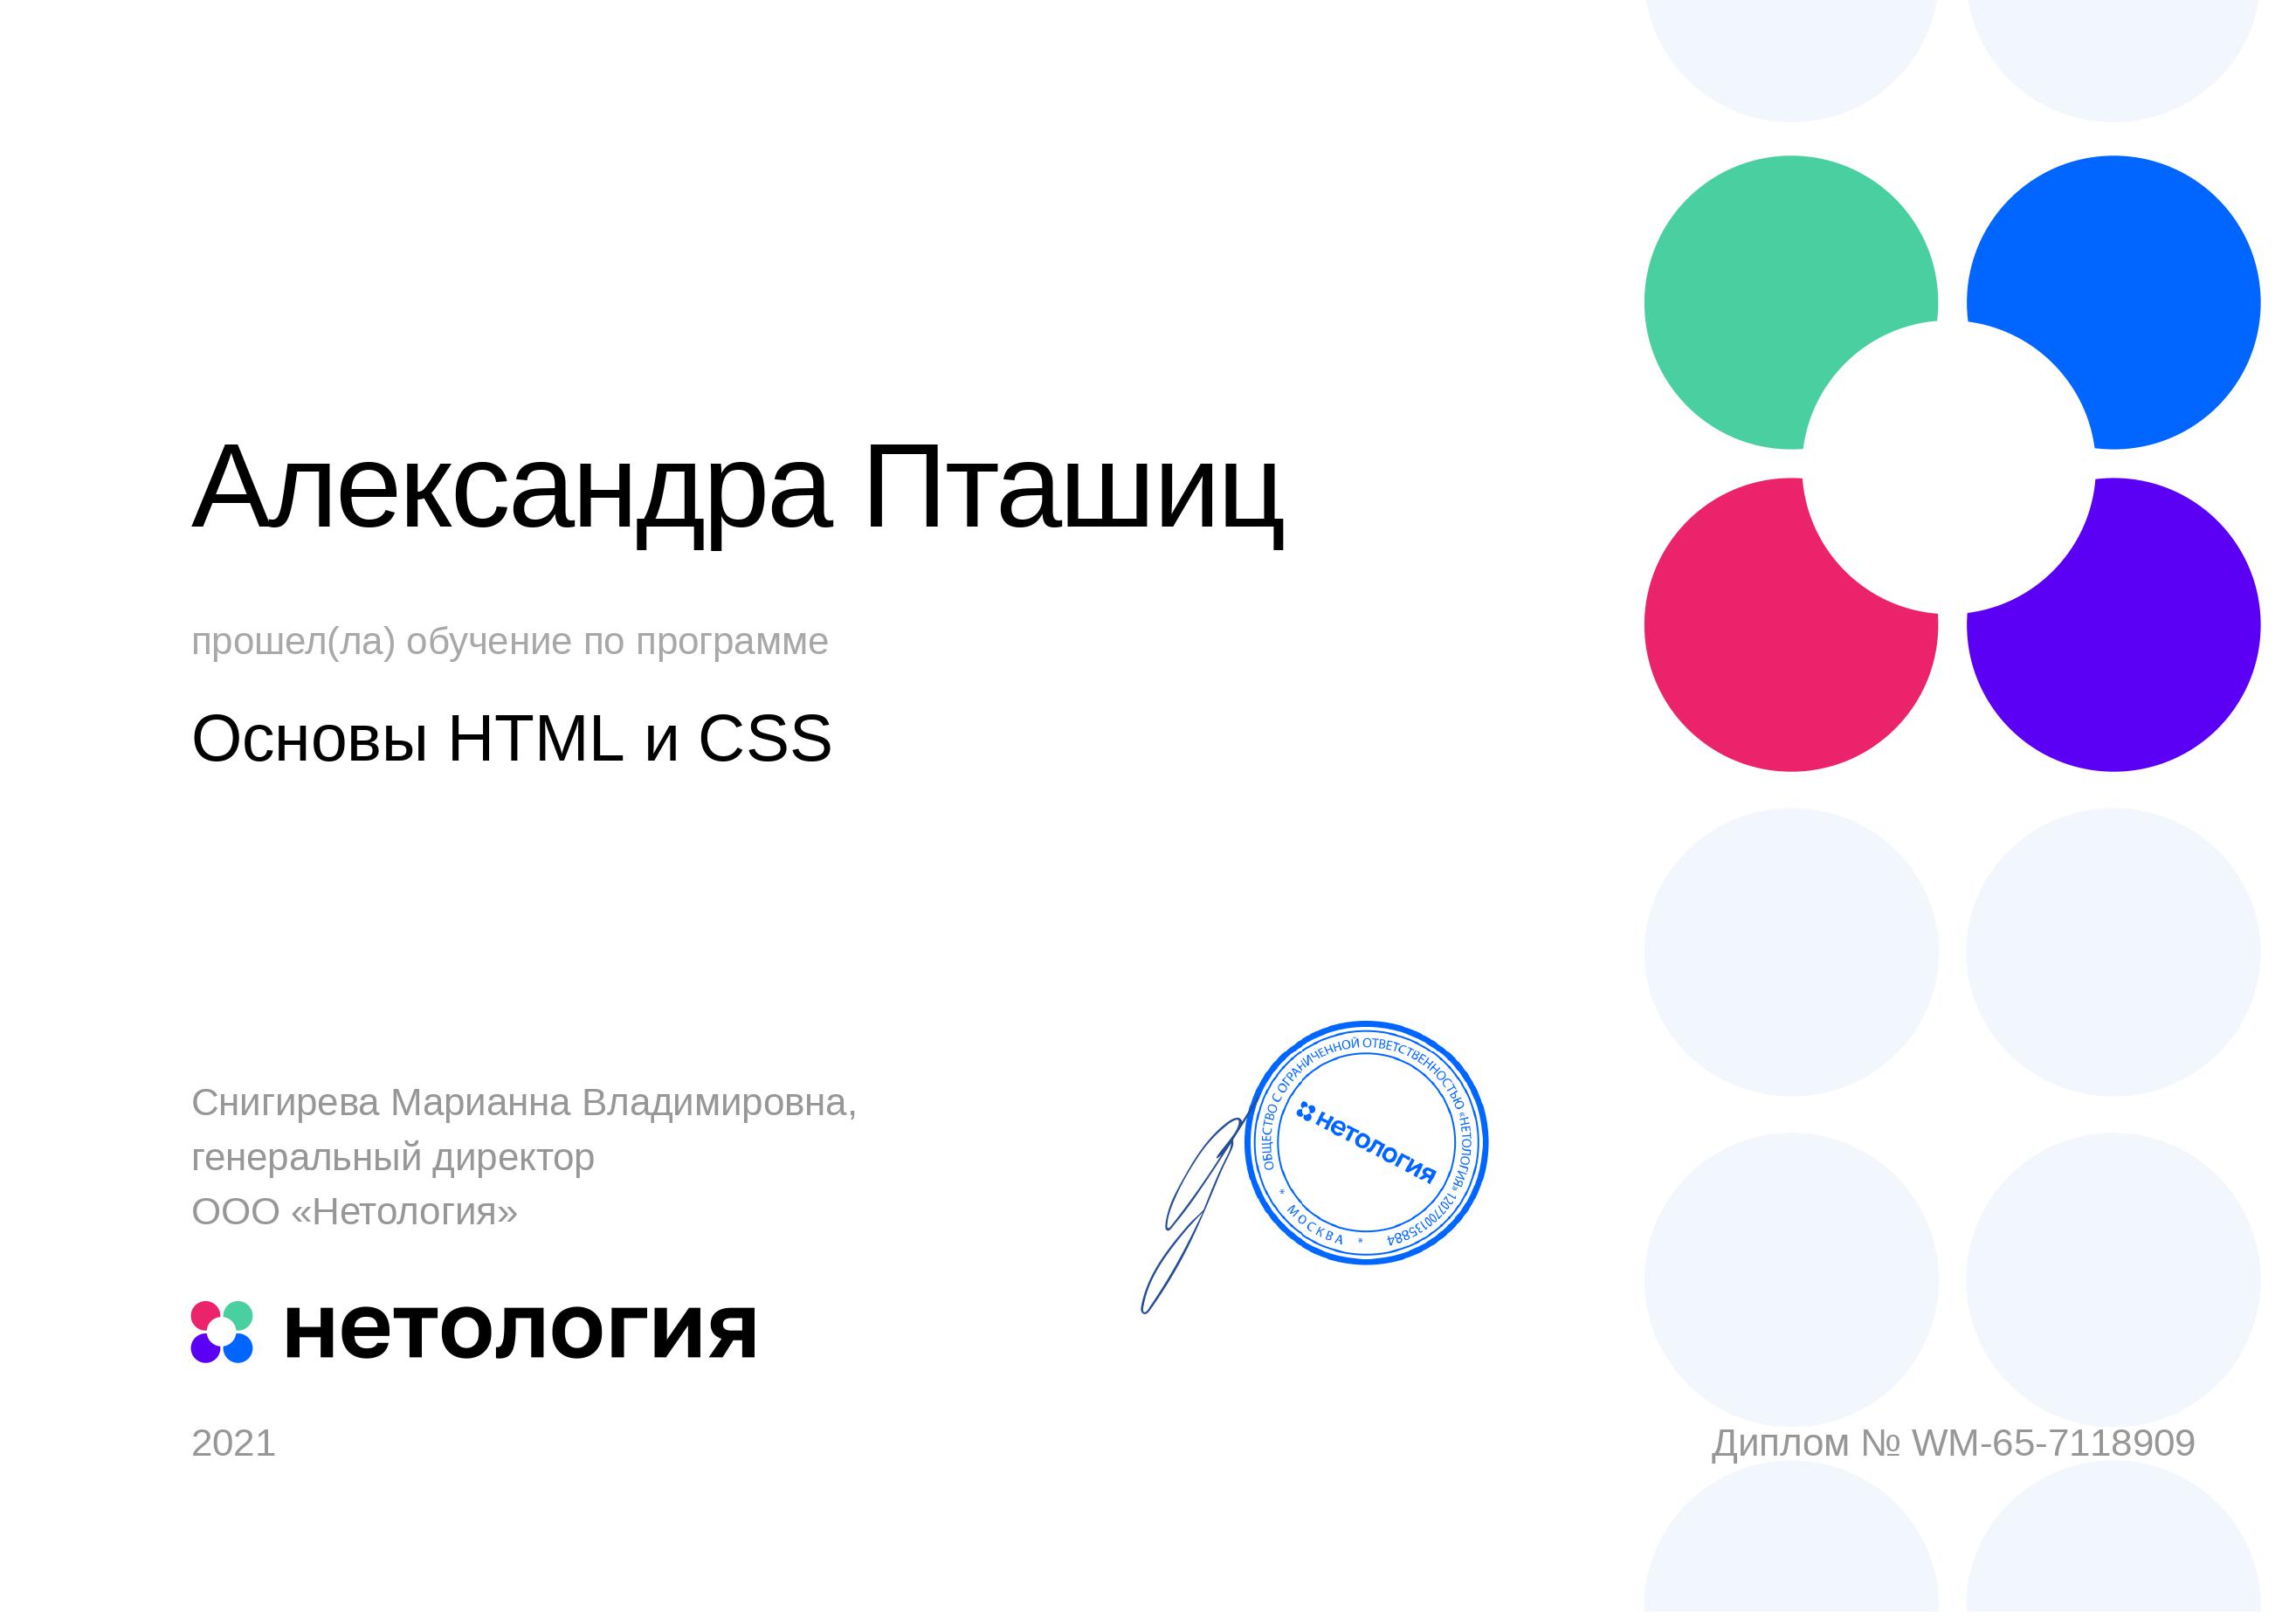 Александра Пташиц
прошел(ла) обучение по программе
Основы HTML и CSS
Снигирева Марианна Владимировна,
генеральный директор
ООО «Нетология»
ОБЩЕСТВО С ОГРАНИЧЕННОЙ ОТВЕТСТВЕННОСТЬЮ «НЕТОЛОГИЯ» 1207700135884
* МОСКВА *
нетология
нетология
2021
Диплом № WM-65-7118909